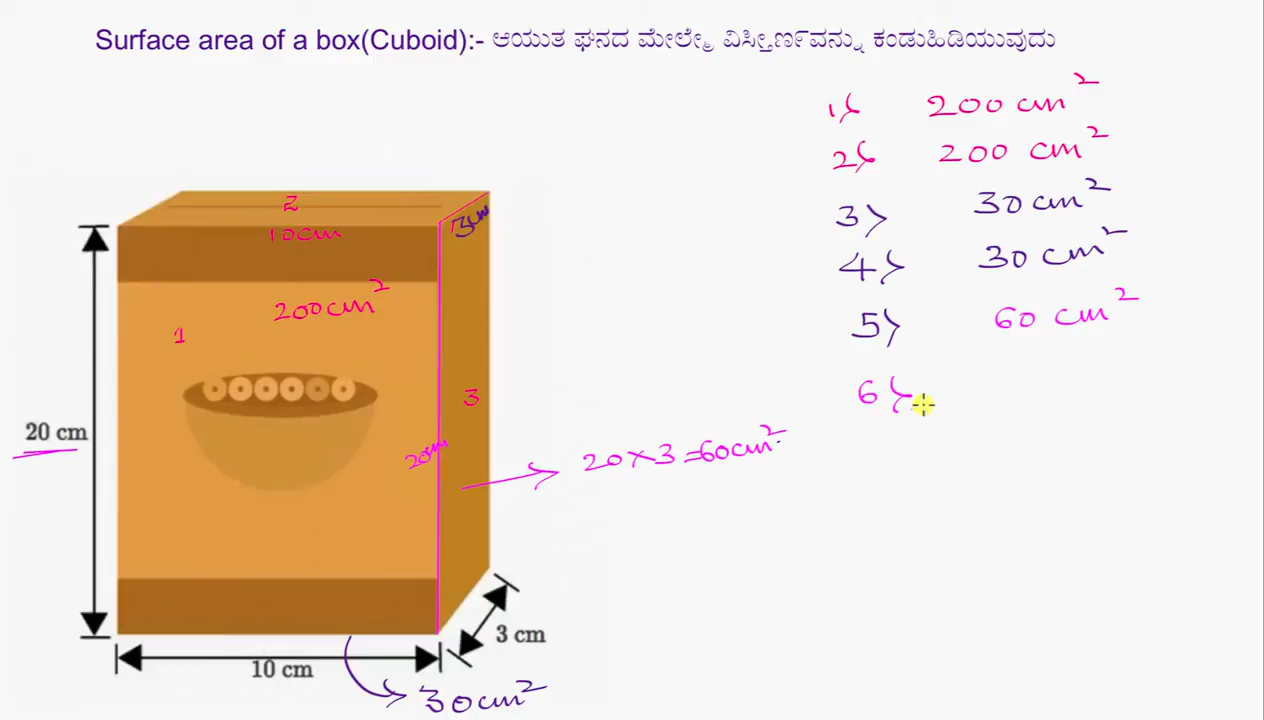 Surface area of a box(Cuboid):- ಆಯುತ ಘನದ ಮೇಲ್ಮೈ ವಿಸ್ತೀರ್ಣವನ್ನು ಕಂಡುಹಿಡಿಯುವುದು
1> 200 cm²
2> 200 cm²
3> 30 cm²
4> 30 cm²
5> 60 cm²
6>
2
10cm
3cm
200cm²
1
3
20 cm
20cm
20×3=60cm²
3 cm
10 cm
30cm²